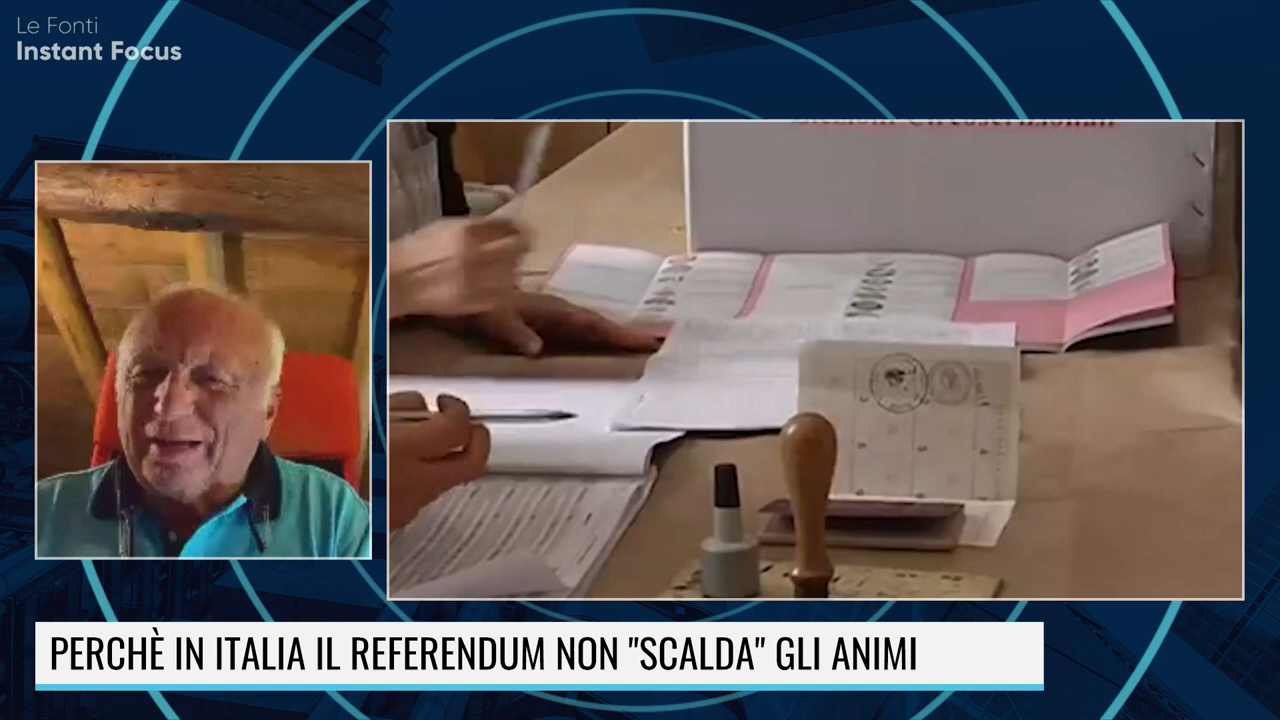 Le Fonti
Instant Focus
PERCHÈ IN ITALIA IL REFERENDUM NON "SCALDA" GLI ANIMI